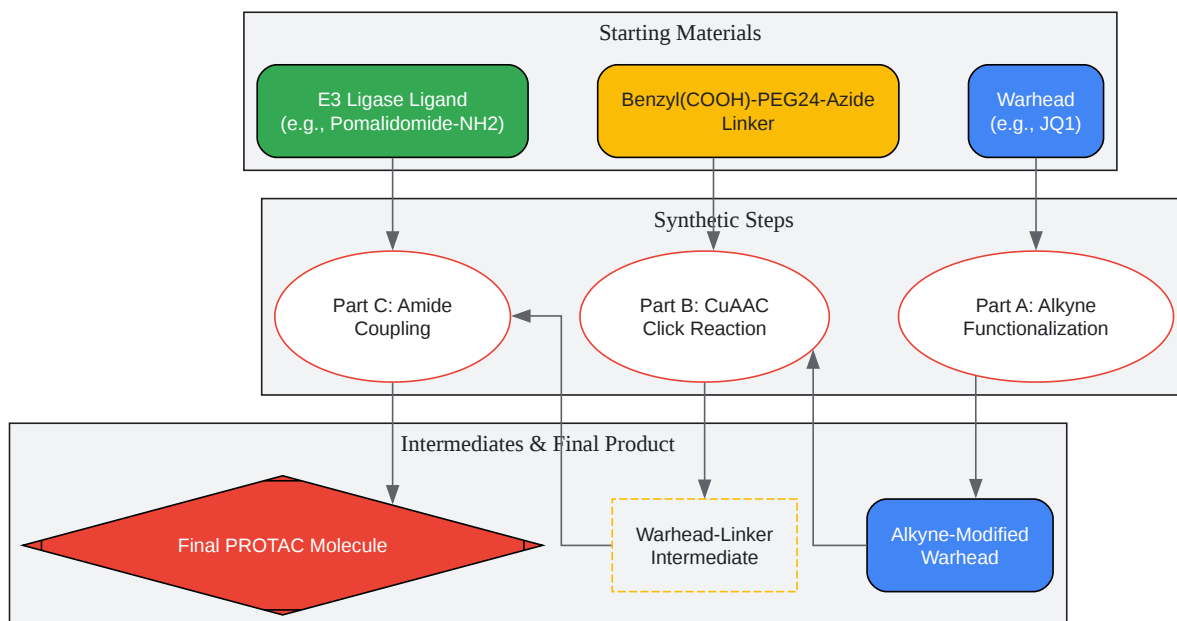 Starting Materials
E3 Ligase Ligand
(e.g., Pomalidomide-NH2)
Benzyl(COOH)-PEG24-Azide
Linker
Warhead
(e.g., JQ1)
Synthetic Steps
Part C: Amide
Coupling
Part B: CuAAC
Click Reaction
Part A: Alkyne
Functionalization
Intermediates & Final Product
Final PROTAC Molecule
Warhead-Linker
Intermediate
Alkyne-Modified
Warhead